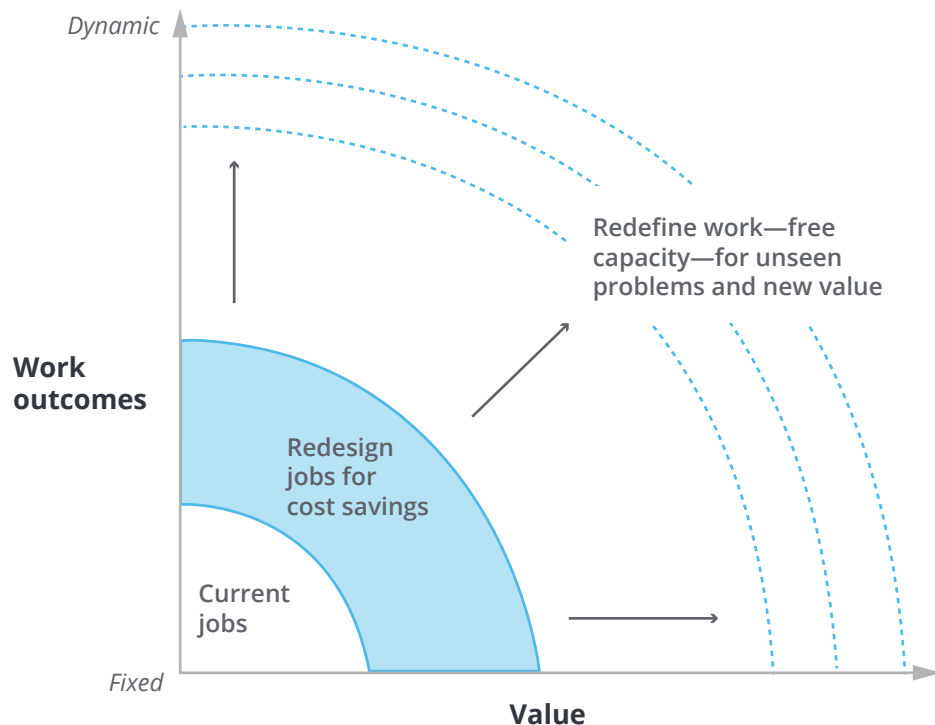 Dynamic
Redefine work—free
capacity—for unseen
problems and new value
Work
outcomes
Redesign
jobs for
cost savings
Current
jobs
Fixed
Value